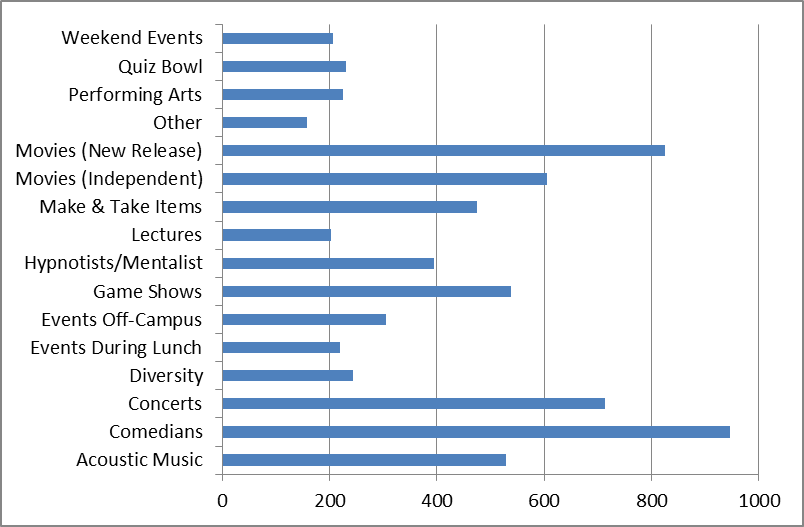 Weekend Events
Quiz Bowl
Performing Arts
Other
Movies (New Release)
Movies (Independent)
Make & Take Items
Lectures
Hypnotists/Mentalist
Game Shows
Events Off-Campus
Events During Lunch
Diversity
Concerts
Comedians
Acoustic Music
0 200 400 600 800 1000